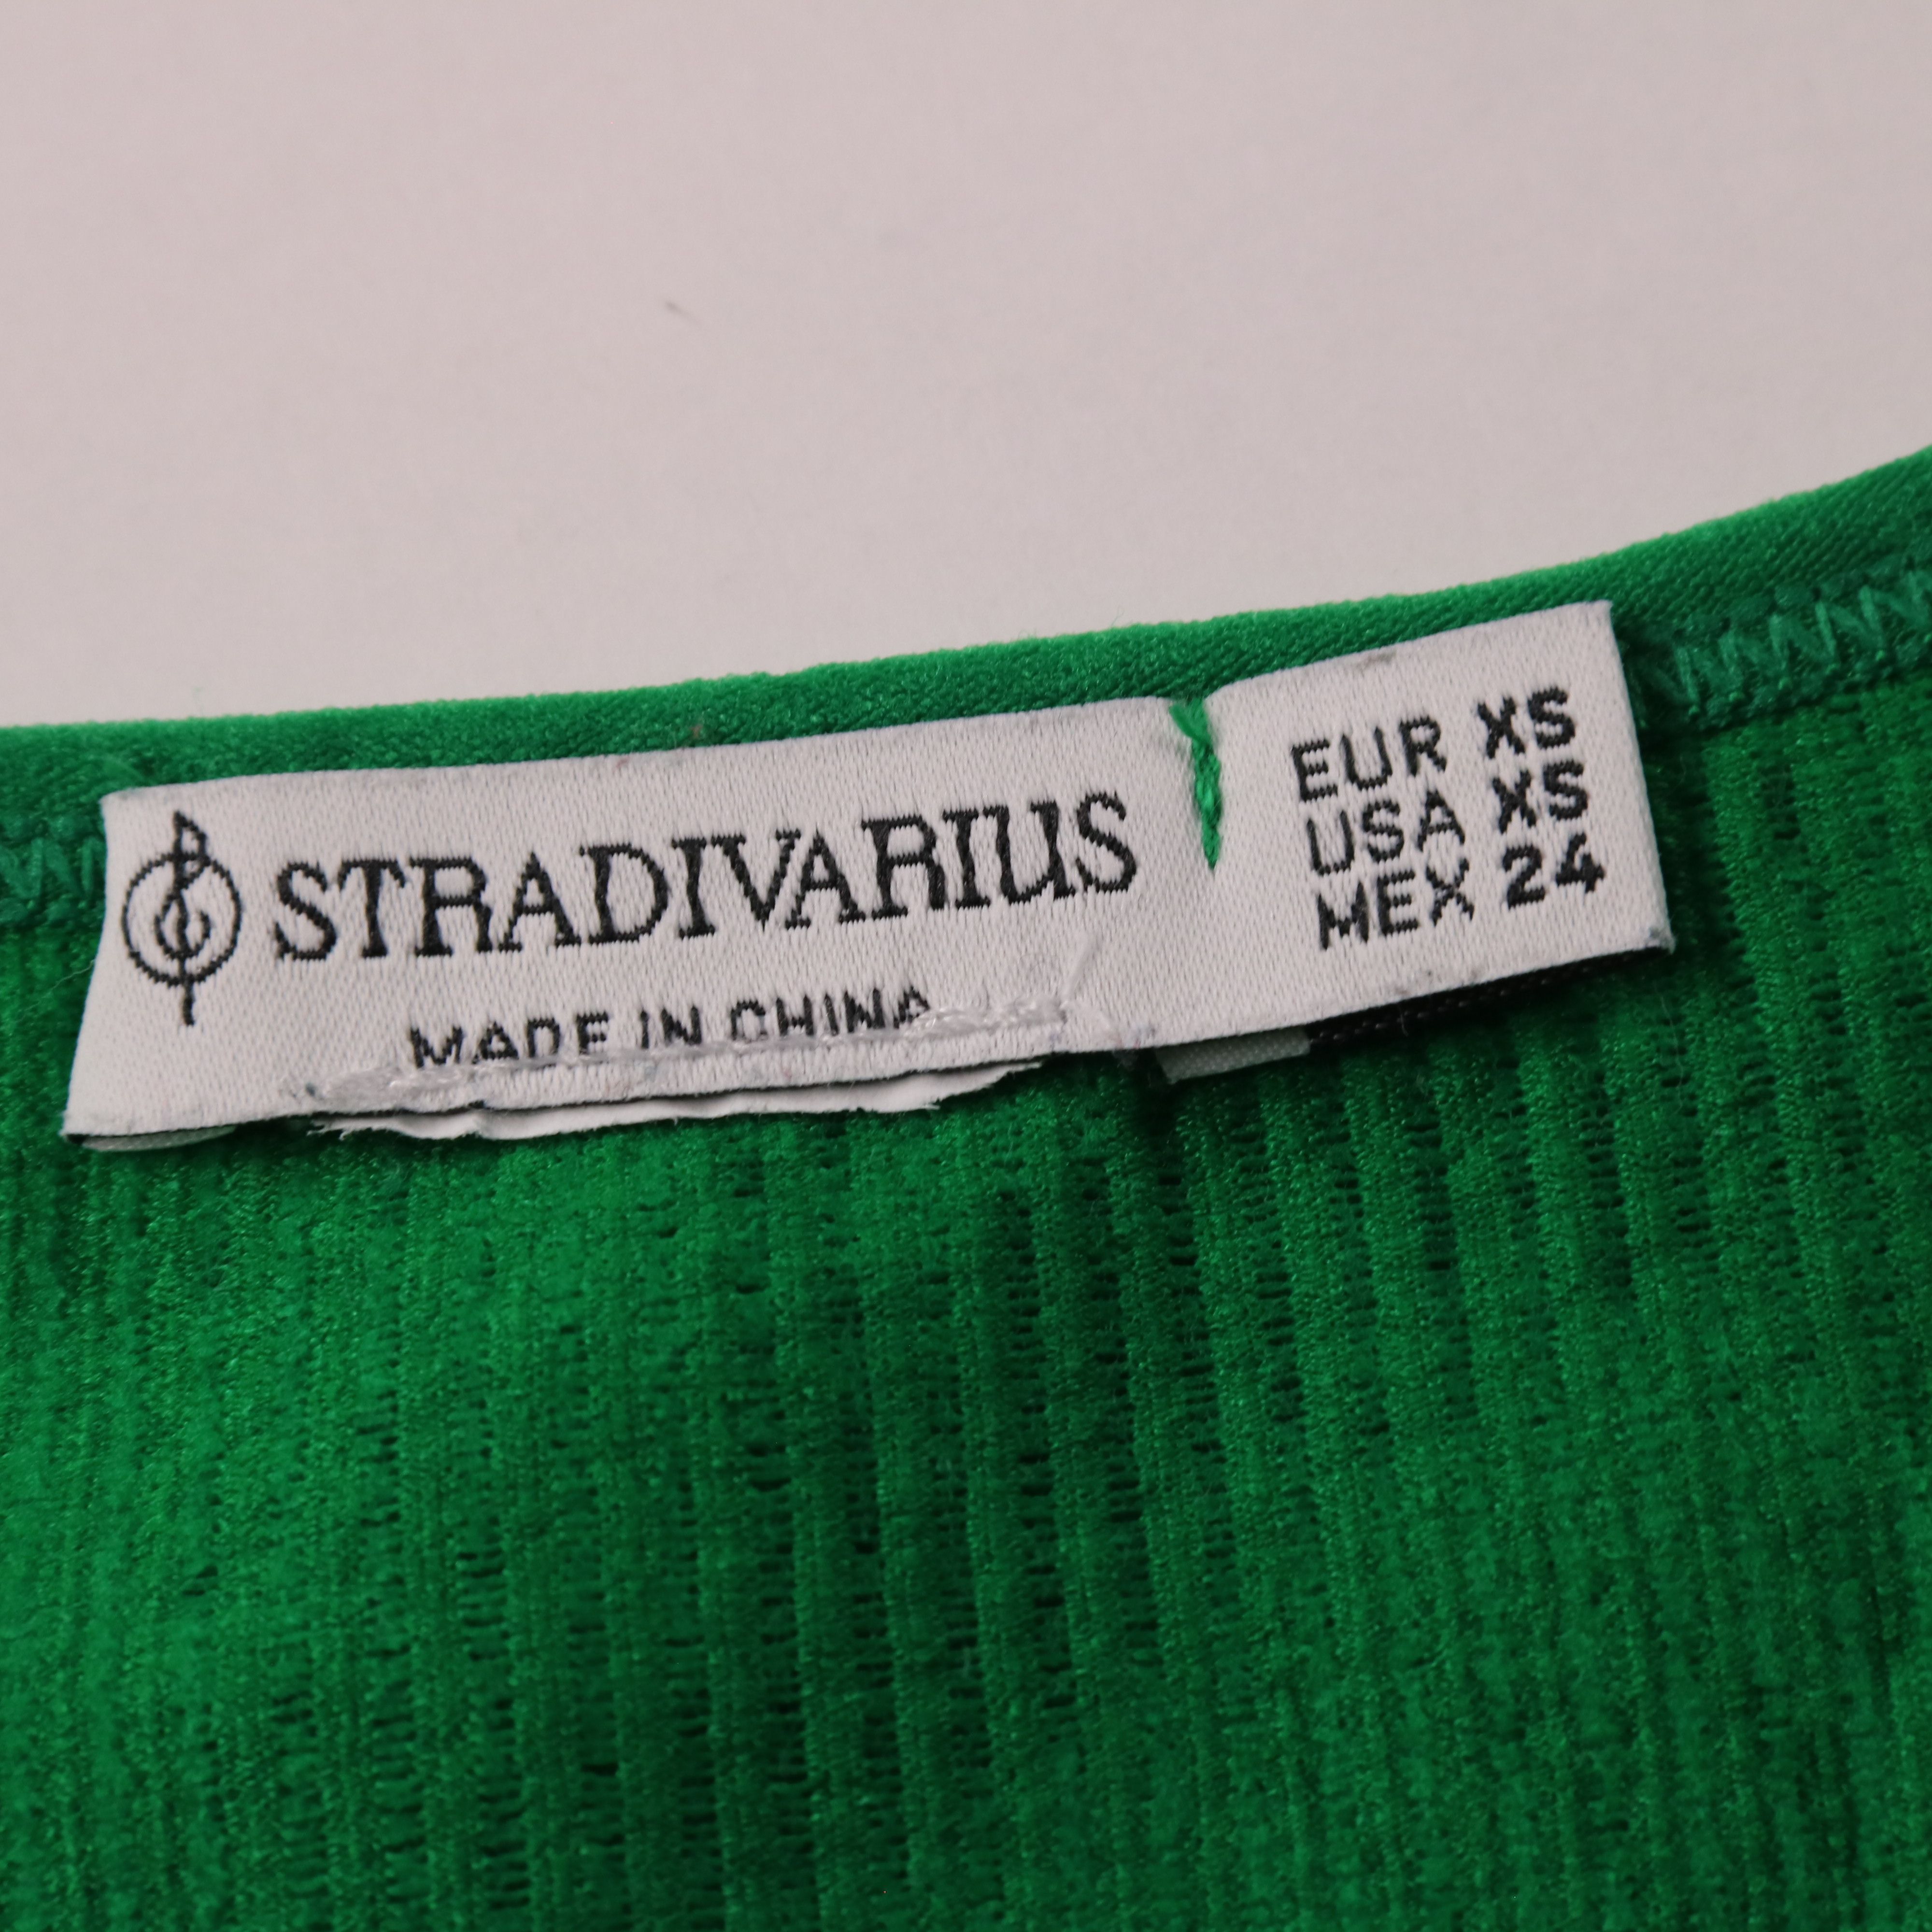 STRADIVARIUS
MADE IN CHINA
EUR XS
USA XS
MEX 24